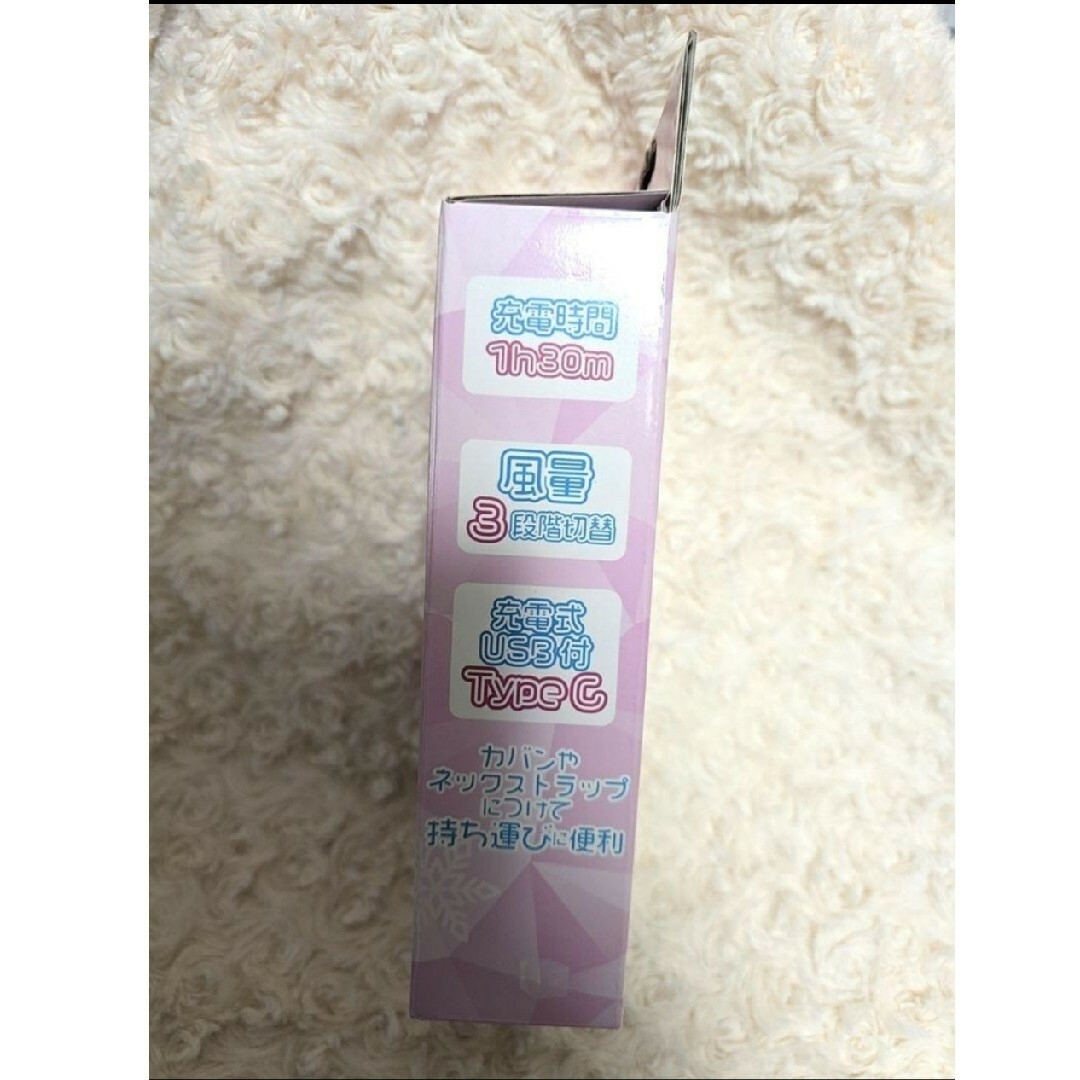 充電時間
1h30m
風量
3段階切替
充電式
USB付
Type C
カバンや
ネックストラップ
につけて
持ち運びに便利